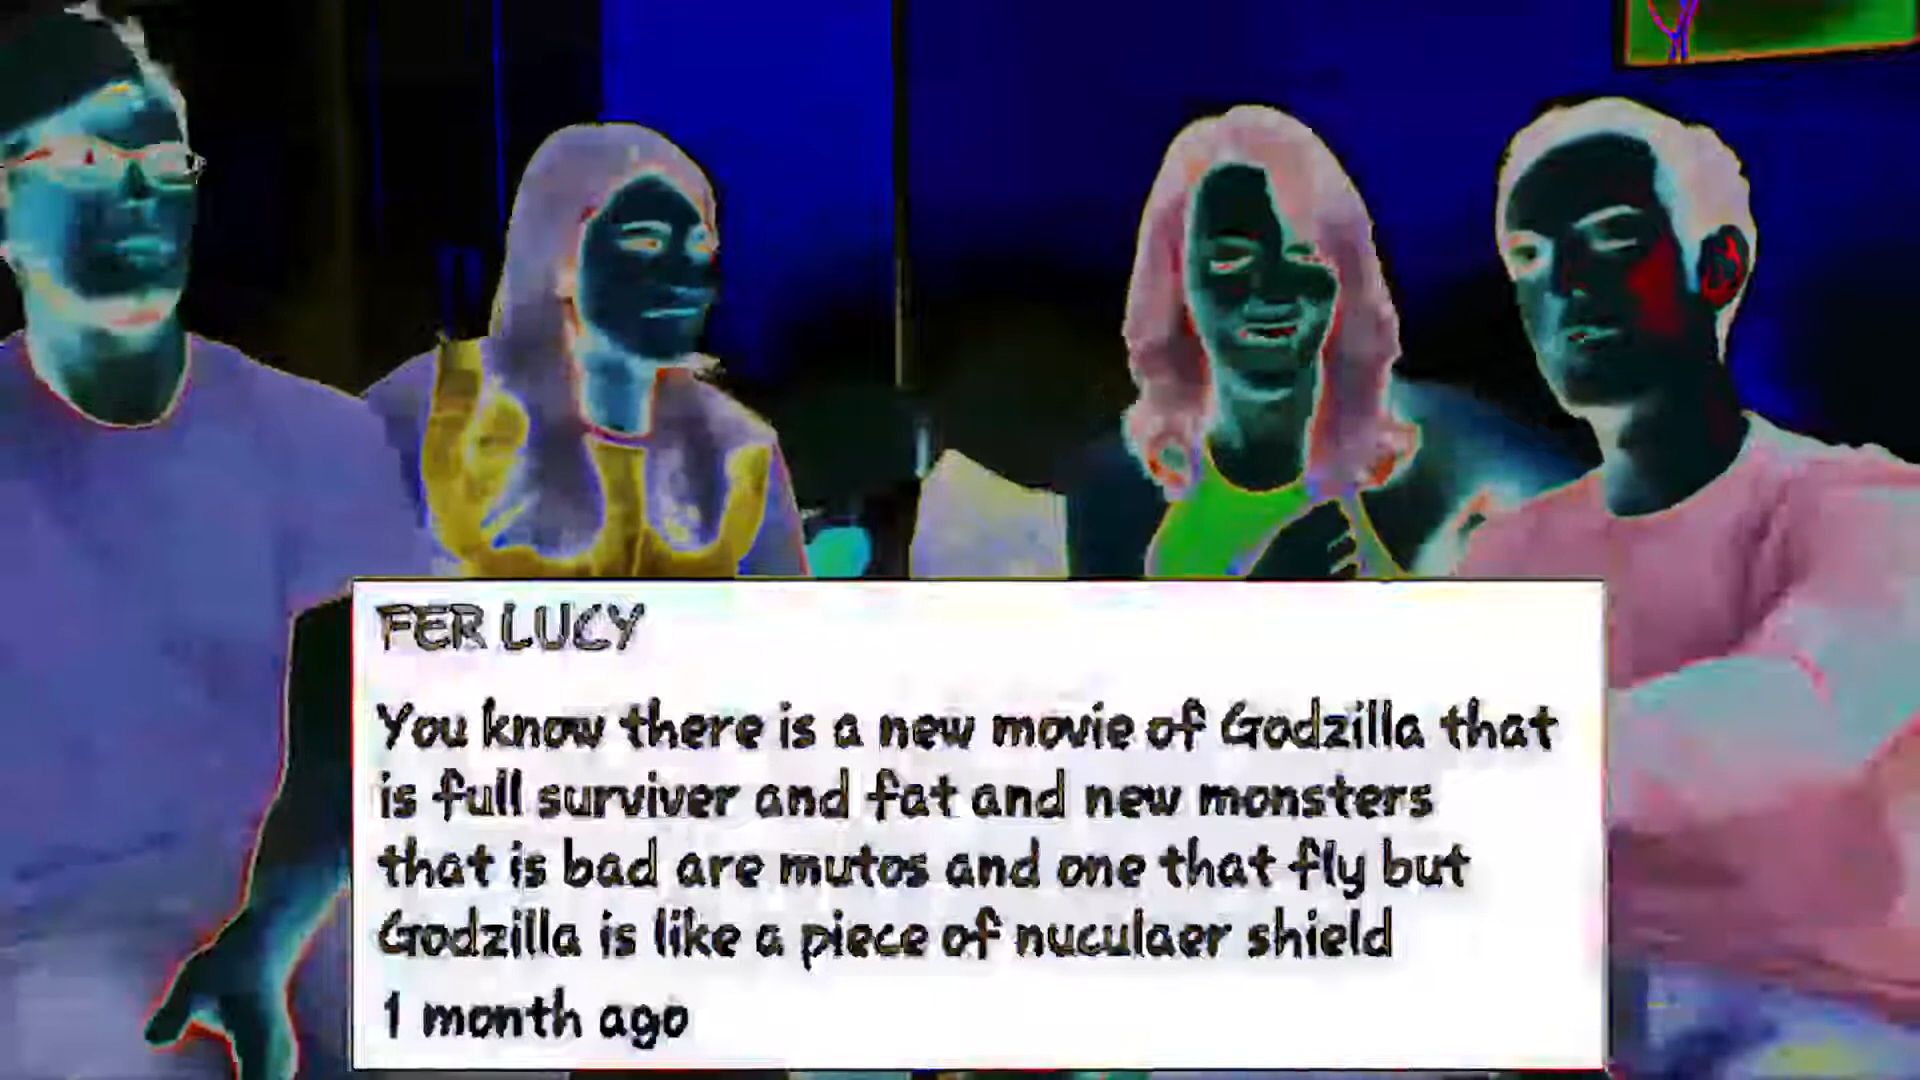 FER LUCY
You know there is a new movie of Godzilla that
is full surviver and fat and new monsters
that is bad are mutos and one that fly but
Godzilla is like a piece of nuculaer shield
1 month ago